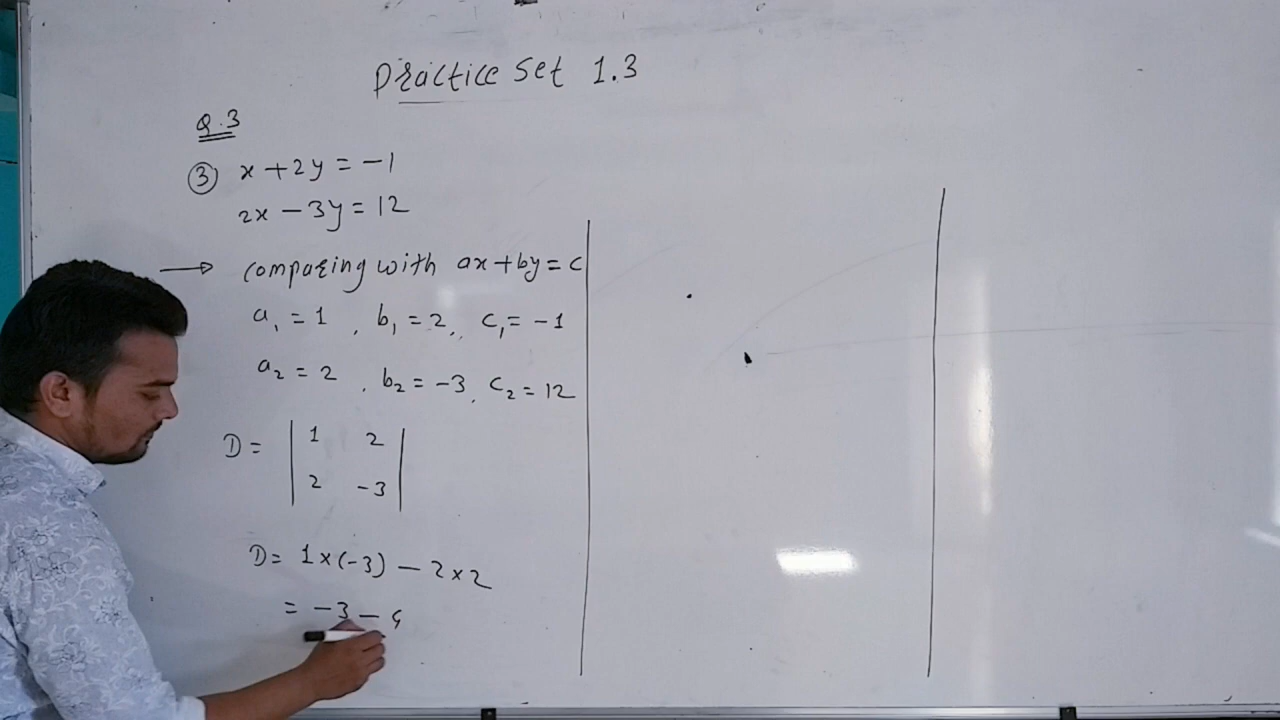 Practice Set 1.3
Q.3
③ x + 2y = -1
2x - 3y = 12
→ comparing with ax + by = c
a₁ = 1 , b₁ = 2, c₁ = -1
a₂ = 2 , b₂ = -3, c₂ = 12
D = | 1 2 |
| 2 -3 |
D = 1 × (-3) - 2 × 2
= -3 - 4